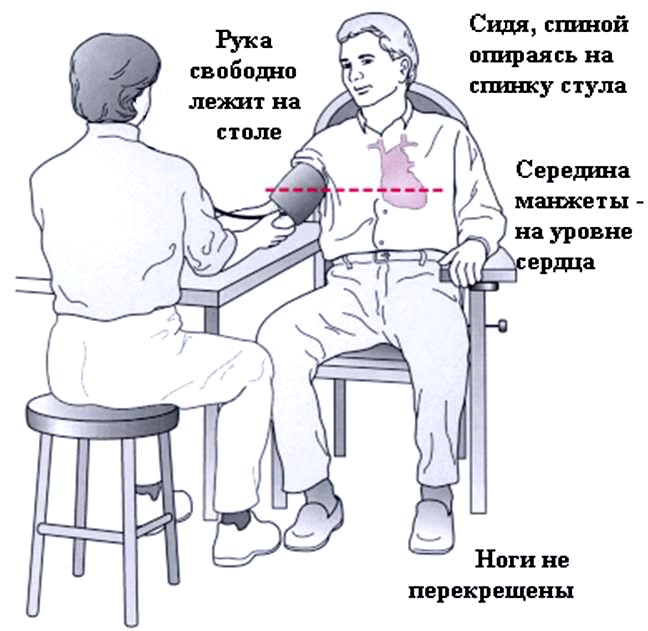 Рука
свободно
лежит на
столе
Сидя, спиной
опираясь на
спинку стула
Середина
манжеты -
на уровне
сердца
Ноги не
перекрещены